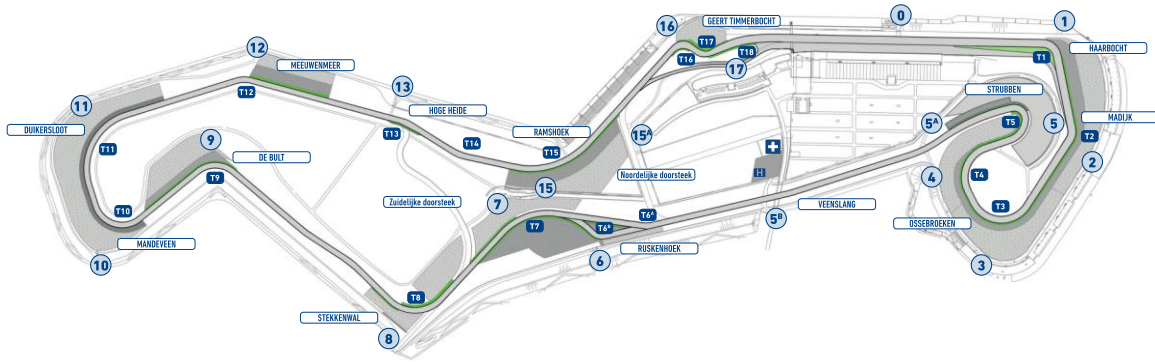 0
1
16
GEERT TIMMERBOCHT
T17
T18
T16
17
HAARBOCHT
T1
12
MEEUWENMEER
T12
13
STRUBBEN
11
HOGE HEIDE
5A
T5
5
MADIJK
DUIKERSLOOT
9
T13
RAMSHOEK
15A
T2
T11
DE BULT
T14
T15
2
T9
H
4
T4
Noordelijke doorsteek
15
Zuidelijke doorsteek
7
T3
VEENSLANG
T10
T7
T6A
5B
OSSEBROEKEN
MANDEVEEN
T6B
RUSKENHOEK
10
6
3
T8
STEKKENWAL
8